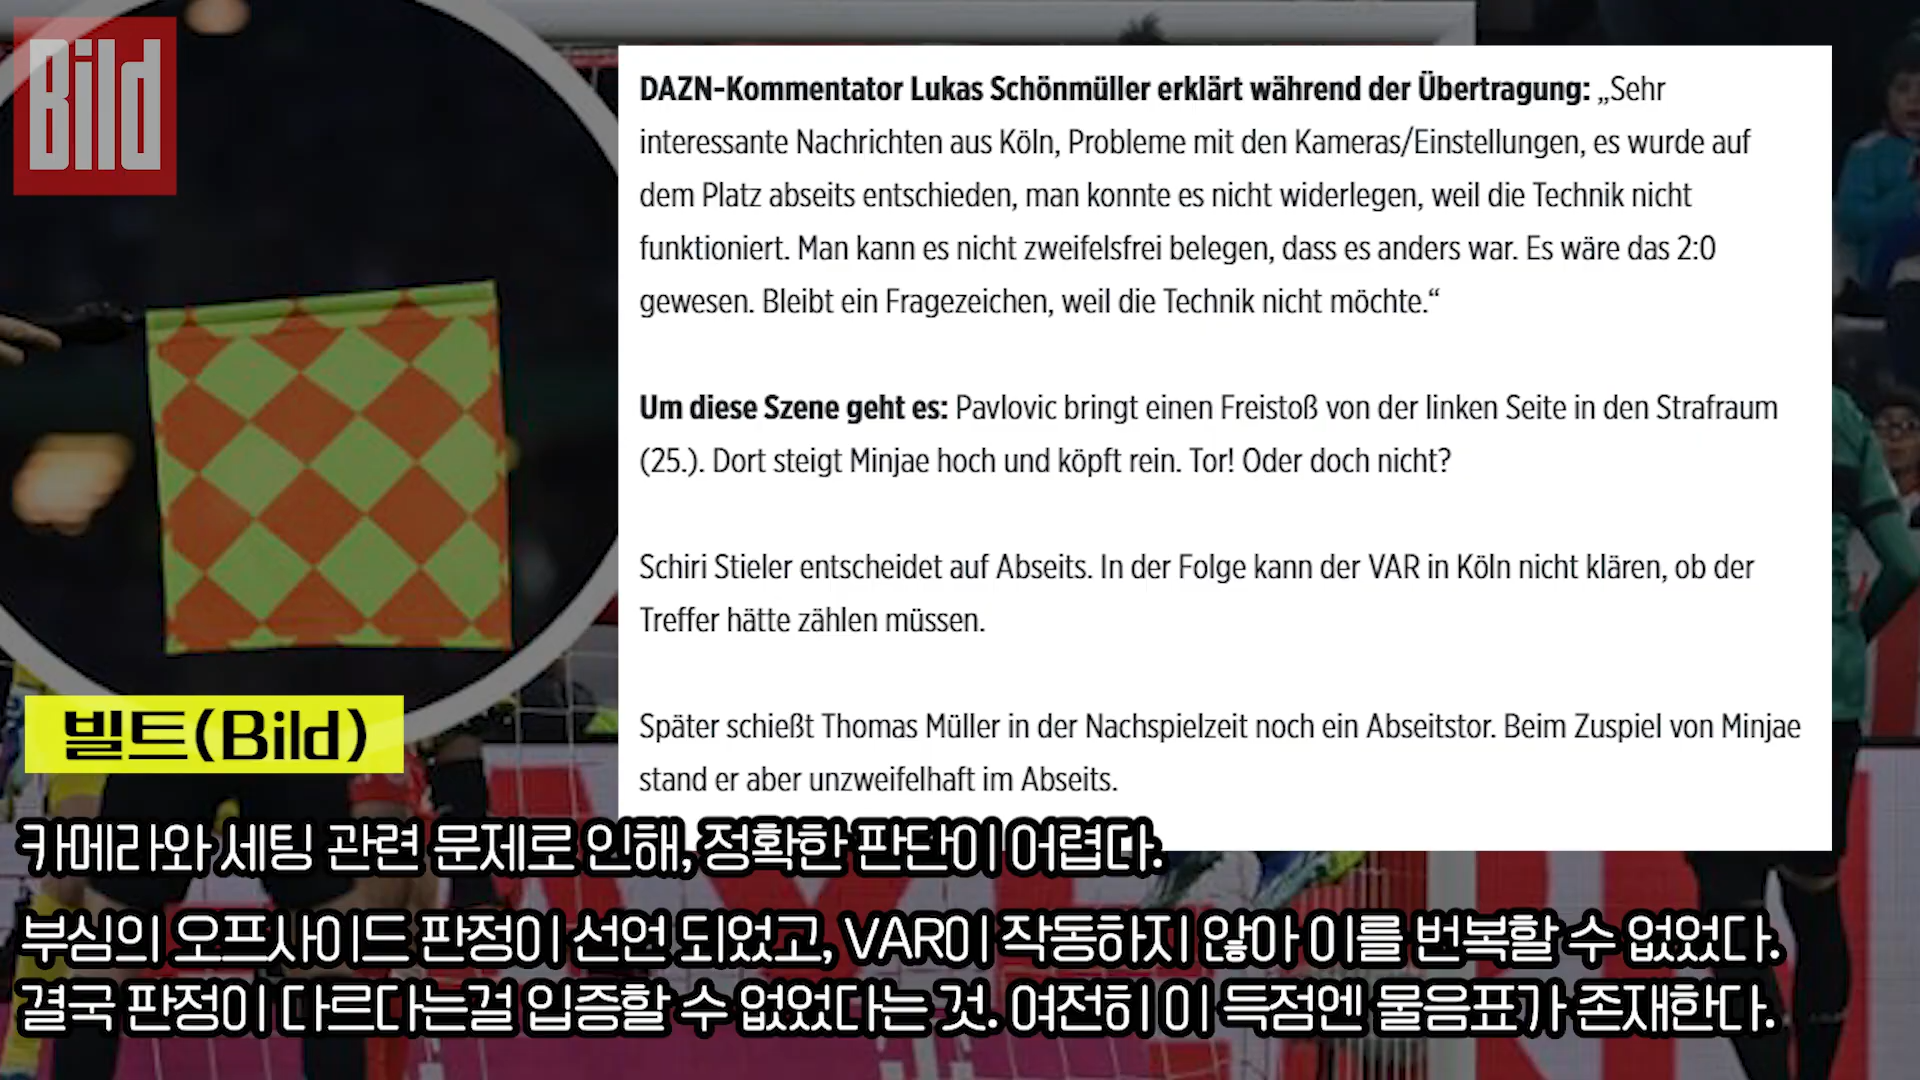 Bild
DAZN-Kommentator Lukas Schönmüller erklärt während der Übertragung: „Sehr
interessante Nachrichten aus Köln, Probleme mit den Kameras/Einstellungen, es wurde auf
dem Platz abseits entschieden, man konnte es nicht widerlegen, weil die Technik nicht
funktioniert. Man kann es nicht zweifelsfrei belegen, dass es anders war. Es wäre das 2:0
gewesen. Bleibt ein Fragezeichen, weil die Technik nicht möchte.“
Um diese Szene geht es: Pavlovic bringt einen Freistoß von der linken Seite in den Strafraum
(25.). Dort steigt Minjae hoch und köpft rein. Tor! Oder doch nicht?
Schiri Stieler entscheidet auf Abseits. In der Folge kann der VAR in Köln nicht klären, ob der
Treffer hätte zählen müssen.
Später schießt Thomas Müller in der Nachspielzeit noch ein Abseitstor. Beim Zuspiel von Minjae
stand er aber unzweifelhaft im Abseits.
빌트(Bild)
카메라와 세팅 관련 문제로 인해, 정확한 판단이 어렵다.
부심의 오프사이드 판정이 선언 되었고, VAR이 작동하지 않아 이를 번복할 수 없었다.
결국 판정이 다르다는걸 입증할 수 없었다는 것. 여전히 이 득점엔 물음표가 존재한다.